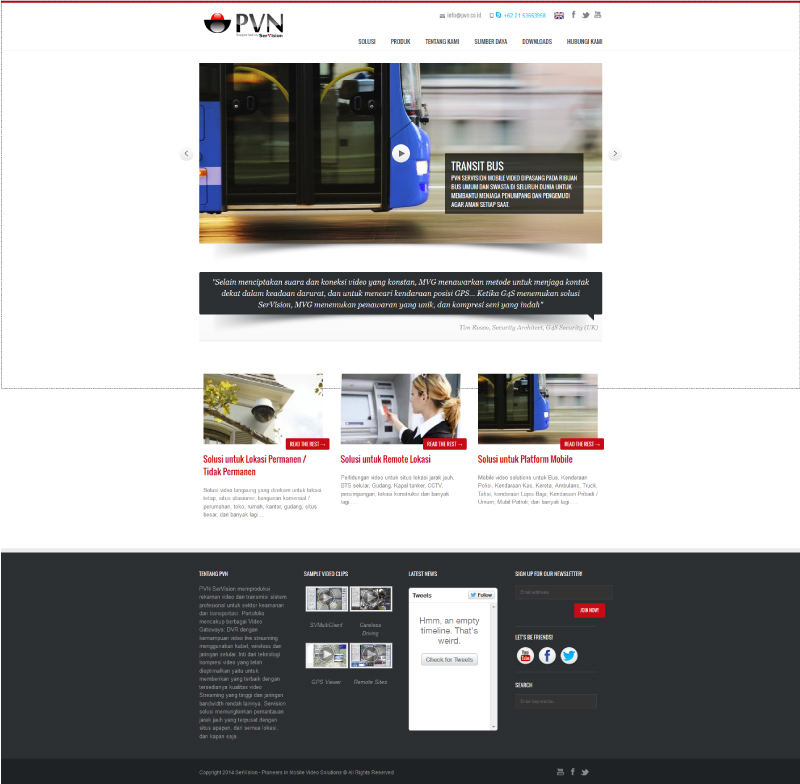 info@pvn.co.id
+62 21 53563958
PVN
SerVision
SOLUSI PRODUK TENTANG KAMI SUMBER DAYA DOWNLOADS HUBUNGI KAMI
TRANSIT BUS
PVN SERVISION MOBILE VIDEO DIPASANG PADA RIBUAN
BUS UMUM DAN SWASTA DI SELURUH DUNIA UNTUK
MEMBANTU MENJAGA PENUMPANG DAN PENGEMUDI
AGAR AMAN SETIAP SAAT.
"Selain menciptakan suara dan koneksi video yang konstan, MVG menawarkan metode untuk menjaga kontak
dekat dalam keadaan darurat, dan untuk mencari kendaraan posisi GPS... Ketika G4S menemukan solusi
SerVision, MVG menemukan penawaran yang unik, dan kompresi seni yang indah"
Tim Rosen, Security Architect, G4S Security (UK)
READ THE REST →
READ THE REST →
READ THE REST →
Solusi untuk Lokasi Permanen /
Tidak Permanen
Solusi video langsung yang direkam untuk lokasi
tetap, situs stasioner, bangunan komersial /
perumahan, toko, rumah, kantor, gudang, situs
besar, dan banyak lagi ...
Solusi untuk Remote Lokasi
Perlindungan video untuk situs lokasi jarak jauh,
BTS selular, Gudang, Kapal tanker, CCTV,
penampungan, lokasi konstruksi dan banyak
lagi ...
Solusi untuk Platform Mobile
Mobile video solutions untuk Bus, Kendaraan
Polisi, Kendaraan Kas, Kereta, Ambulans, Truck,
Taksi, kendaraan Lapis Baja, Kendaraan Pribadi /
Umum, Mobil Patroli, dan banyak lagi ...
TENTANG PVN
PVN SerVision memproduksi
rekaman video dan transmisi sistem
profesional untuk sektor keamanan
dan transportasi. Portofolio
mencakup berbagai Video
Gateways: DVR dengan
kemampuan video live streaming
menggunakan kabel, wireless dan
jaringan selular. Inti dari teknologi
kompresi video yang telah
dioptimalkan yaitu untuk
memberikan yang terbaik dengan
tersedianya kualitas video
Streaming yang tinggi dan jaringan
bandwidth rendah lainnya. Servision
solusi memungkinkan pemantauan
jarak jauh yang terpusat dengan
situs apapun, dari semua lokasi,
dan kapan saja.
SAMPLE VIDEO CLIPS
SVMultiClient
Careless
Driving
GPS Viewer
Remote Sites
LATEST NEWS
Tweets
Follow
Hmm, an empty
timeline. That's
weird.
Check for Tweets
SIGN UP FOR OUR NEWSLETTER!
Email address
JOIN NOW!
LET'S BE FRIENDS!
SEARCH
Copyright 2014 SerVision - Pioneers in Mobile Video Solutions © All Rights Reserved